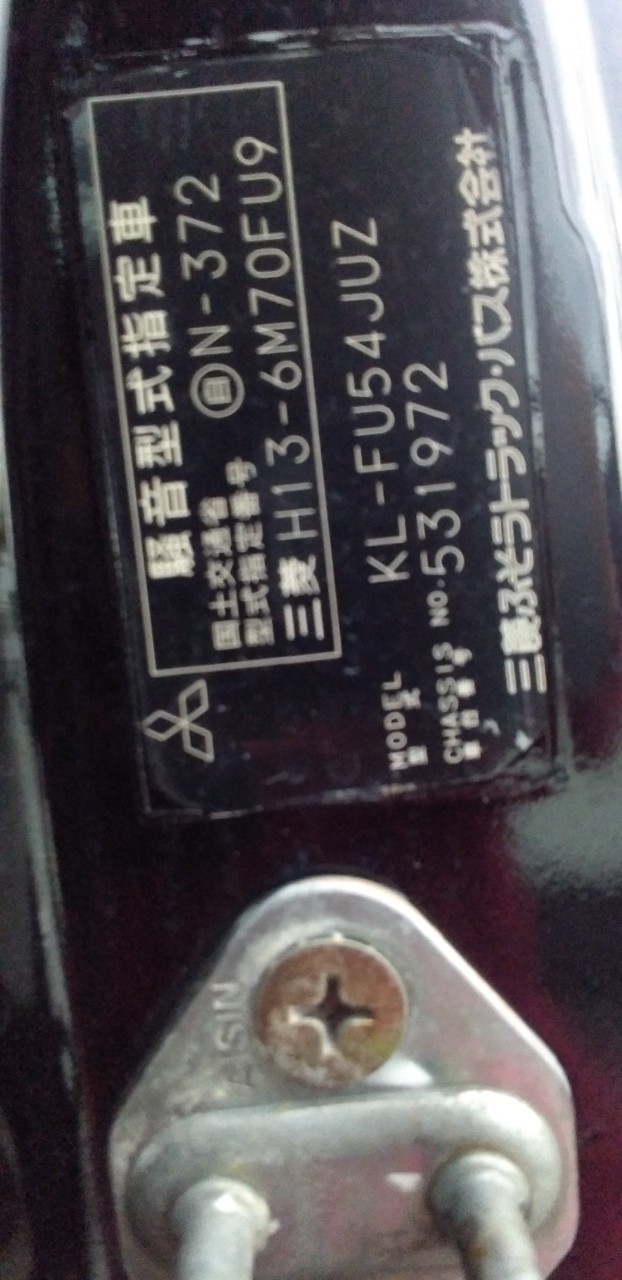 騒音型式指定車
国土交通省 自N-372
型式指定番号
三菱 H13-6M70FU9
MODEL KL-FU54JUZ
型式
CHASSIS NO. 531972
車台番号
三菱ふそうトラック・バス株式会社
AISIN